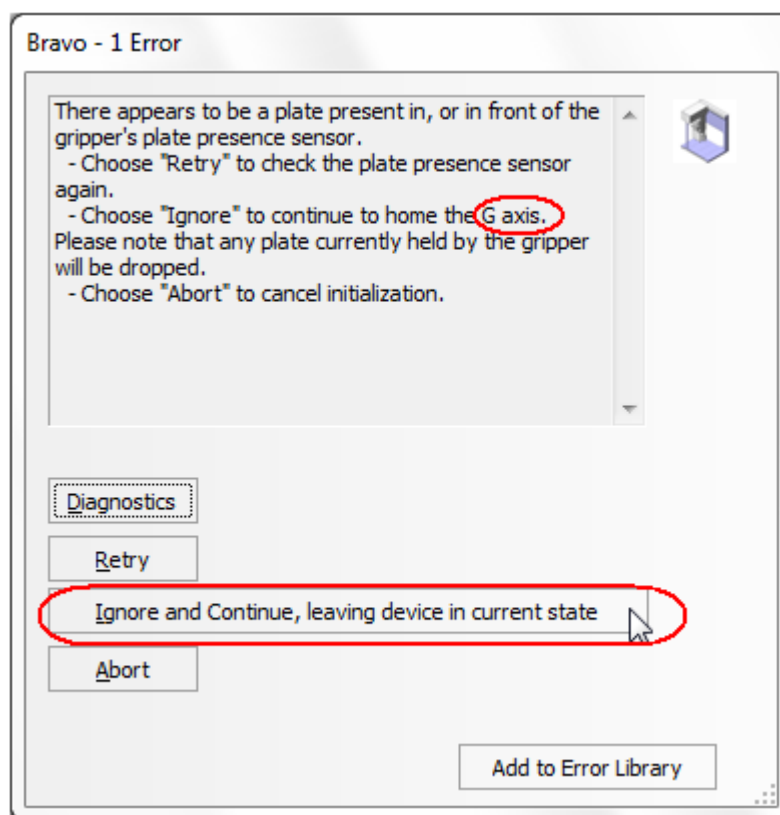 Bravo - 1 Error
There appears to be a plate present in, or in front of the
gripper's plate presence sensor.
- Choose "Retry" to check the plate presence sensor
again.
- Choose "Ignore" to continue to home the G axis.
Please note that any plate currently held by the gripper
will be dropped.
- Choose "Abort" to cancel initialization.
Diagnostics
Retry
Ignore and Continue, leaving device in current state
Abort
Add to Error Library